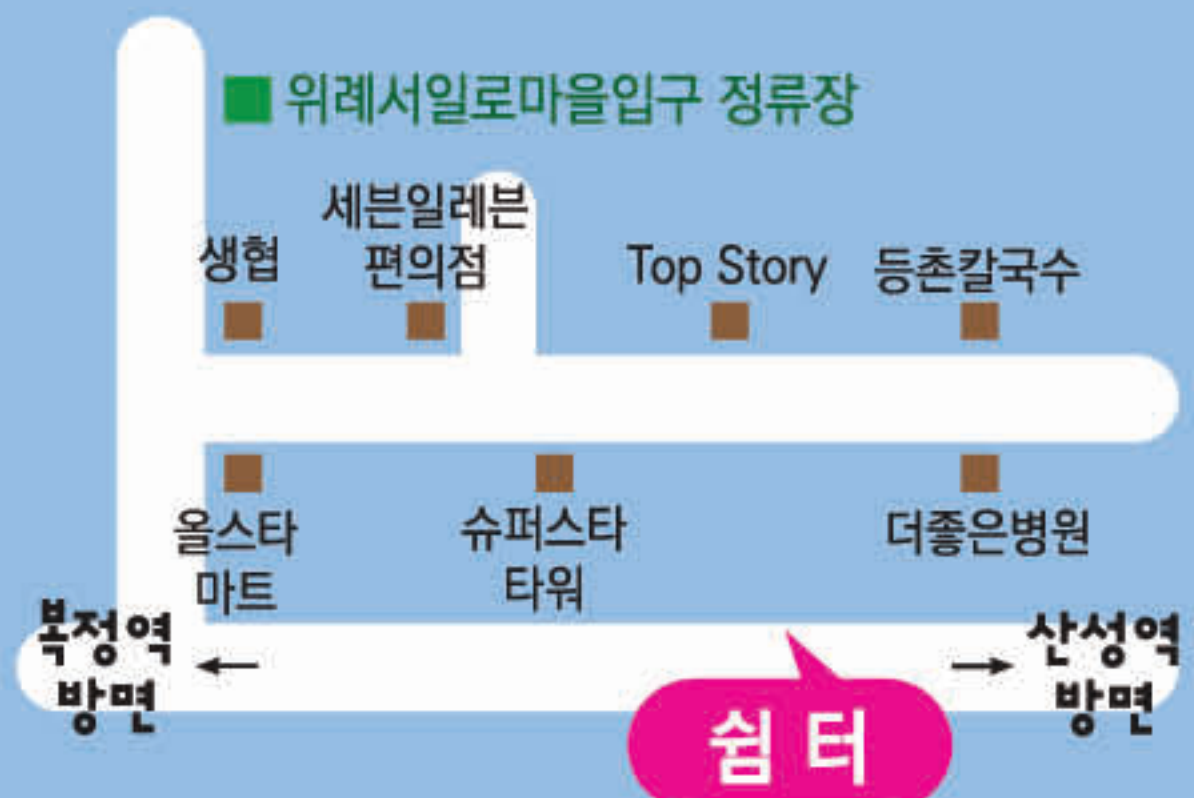 위례서일로마을입구 정류장
세븐일레븐
편의점
생협
Top Story
등촌칼국수
올스타
마트
슈퍼스타
타워
더좋은병원
복정역
방면
산성역
방면
쉼 터